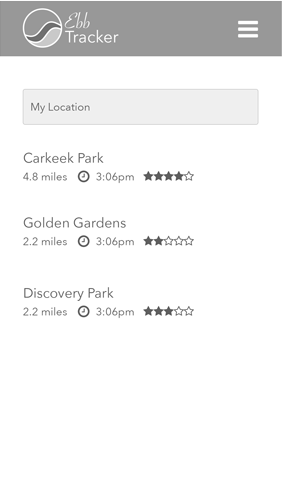 Ebb
Tracker
My Location
Carkeek Park
4.8 miles 3:06pm
Golden Gardens
2.2 miles 3:06pm
Discovery Park
2.2 miles 3:06pm